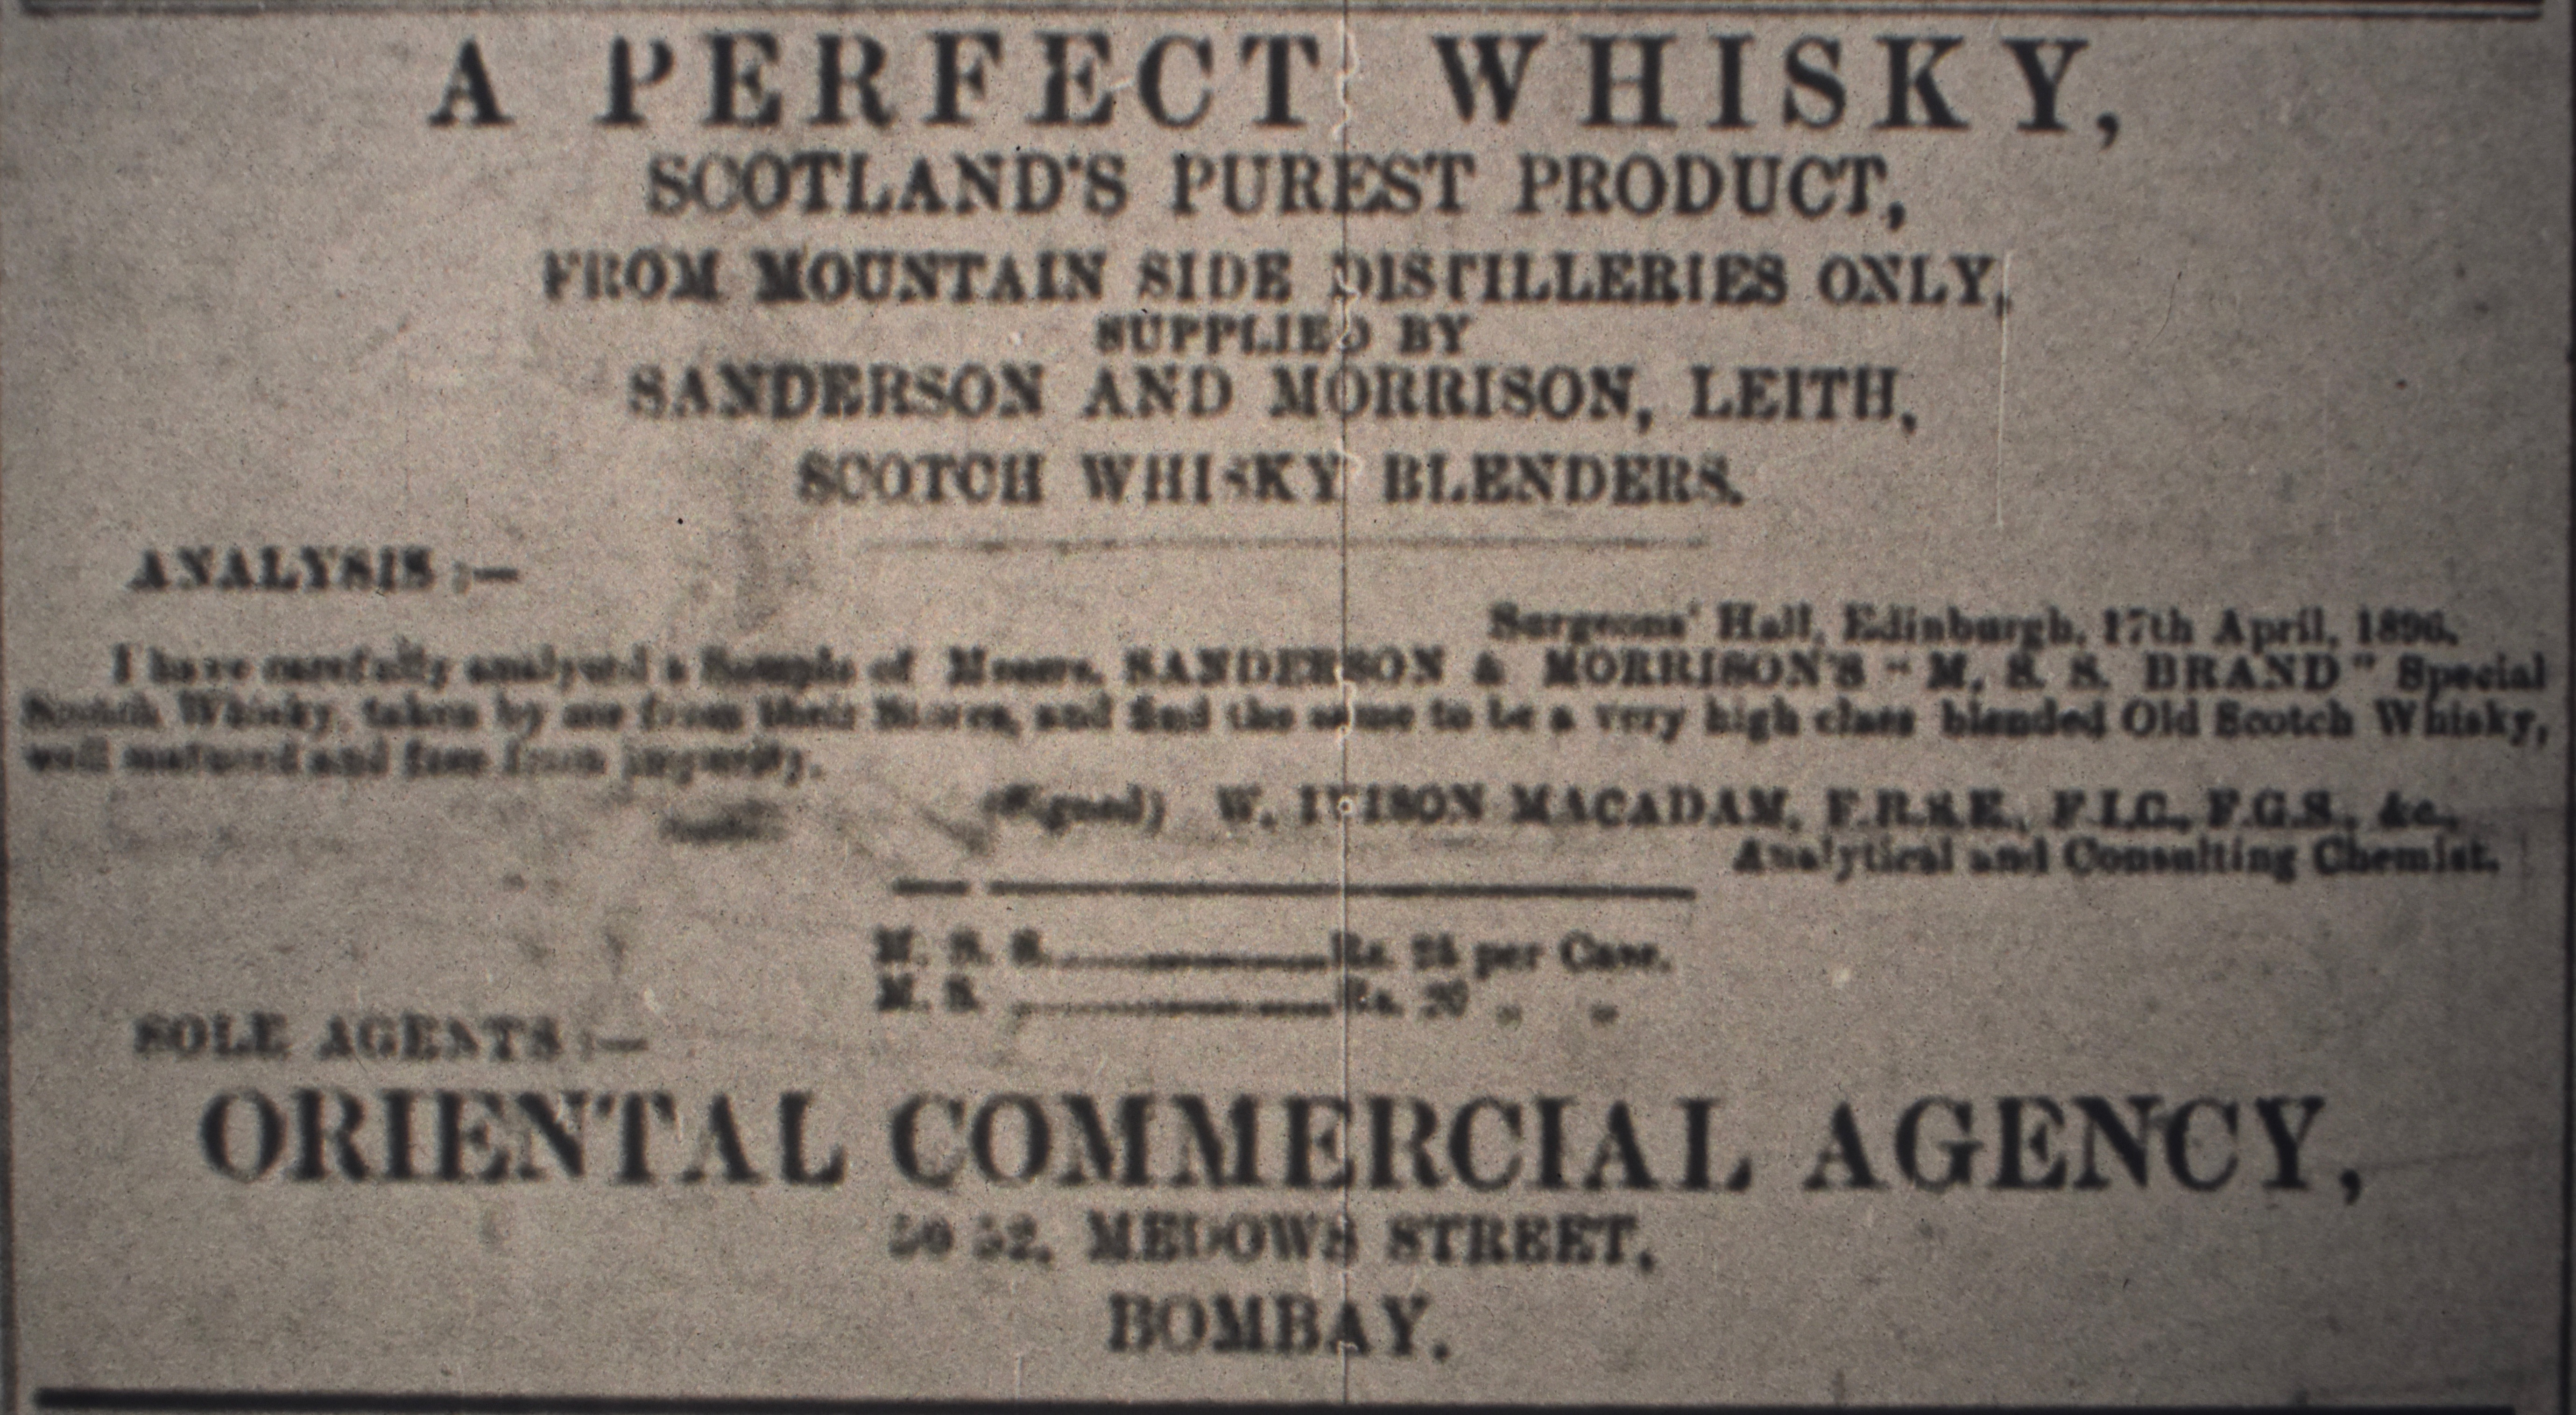 A PERFECT WHISKY,
SCOTLAND'S PUREST PRODUCT,
FROM MOUNTAIN SIDE DISTILLERIES ONLY,
SUPPLIED BY
SANDERSON AND MORRISON, LEITH,
SCOTCH WHISKY BLENDERS.
ANALYSIS :—
Surgeons' Hall, Edinburgh, 17th April, 1896.
I have carefully analysed a Sample of Messrs. SANDERSON & MORRISON'S "M. S. S. BRAND" Special
Scotch Whisky, taken by me from their Stores, and find the same to be a very high class blended Old Scotch Whisky,
well matured and free from impurity.
(Signed) W. IVISON MACADAM, F.R.S.E., F.I.C., F.G.S., &c.,
Analytical and Consulting Chemist.
M. S. S. Rs. per Case.
M. S. Rs. 20 „ „
SOLE AGENTS :—
ORIENTAL COMMERCIAL AGENCY,
50 52, MEDOWS STREET,
BOMBAY.